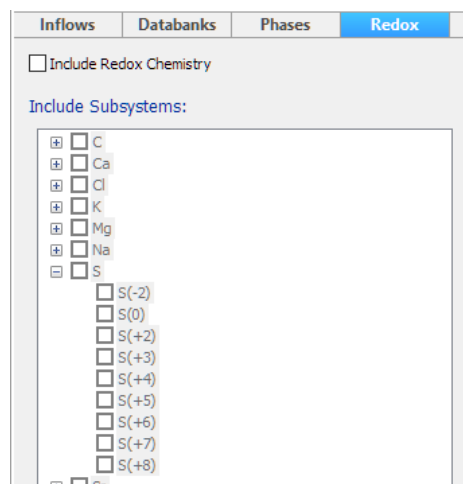 Inflows Databanks Phases Redox
Include Redox Chemistry
Include Subsystems:
C
Ca
Cl
K
Mg
Na
S
S(-2)
S(0)
S(+2)
S(+3)
S(+4)
S(+5)
S(+6)
S(+7)
S(+8)